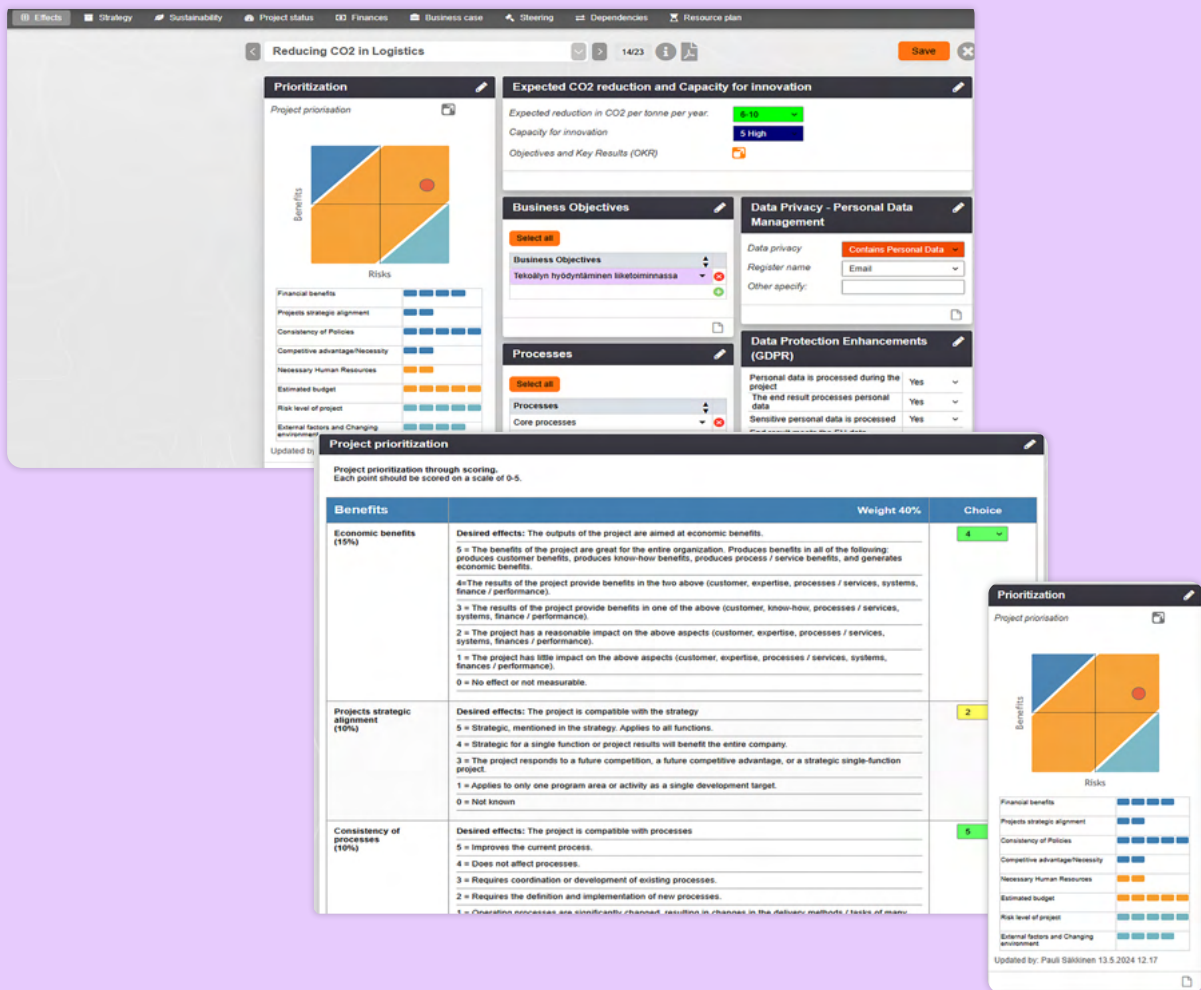 Effects Strategy Sustainability Project status Finances Business case Steering Dependencies Resource plan
Reducing CO2 in Logistics
14/23
Save
Prioritization
Project priorisation
Benefits
Risks
Financial benefits
Projects strategic alignment
Consistency of Policies
Competitive advantage/Necessity
Necessary Human Resources
Estimated budget
Risk level of project
External factors and Changing
environment
Updated by
Expected CO2 reduction and Capacity for innovation
Expected reduction in CO2 per tonne per year.
6-10
Capacity for innovation
5 High
Objectives and Key Results (OKR)
Business Objectives
Select all
Business Objectives
Tekoälyn hyödyntäminen liiketoiminnassa
Processes
Select all
Processes
Core processes
Data Privacy - Personal Data
Management
Data privacy
Contains Personal Data
Register name
Email
Other specify:
Data Protection Enhancements
(GDPR)
Personal data is processed during the
project
Yes
The end result processes personal
data
Yes
Sensitive personal data is processed
Yes
Project prioritization
Project prioritization through scoring.
Each point should be scored on a scale of 0-5.
Benefits
Weight 40%
Choice
Economic benefits
(15%)
Desired effects: The outputs of the project are aimed at economic benefits.
4
5 = The benefits of the project are great for the entire organization. Produces benefits in all of the following:
produces customer benefits, produces know-how benefits, produces process / service benefits, and generates
economic benefits.
4=The results of the project provide benefits in the two above (customer, expertise, processes / services, systems,
finance / performance).
3 = The results of the project provide benefits in one of the above (customer, know-how, processes / services,
systems, finance / performance).
2 = The project has a reasonable impact on the above aspects (customer, expertise, processes / services,
systems, finances / performance).
1 = The project has little impact on the above aspects (customer, expertise, processes / services, systems,
finances / performance).
0 = No effect or not measurable.
Projects strategic
alignment
(10%)
Desired effects: The project is compatible with the strategy
2
5 = Strategic, mentioned in the strategy. Applies to all functions.
4 = Strategic for a single function or project results will benefit the entire company.
3 = The project responds to a future competition, a future competitive advantage, or a strategic single-function
project.
1 = Applies to only one program area or activity as a single development target.
0 = Not known
Consistency of
processes
(10%)
Desired effects: The project is compatible with processes
5
5 = Improves the current process.
4 = Does not affect processes.
3 = Requires coordination or development of existing processes.
2 = Requires the definition and implementation of new processes.
1 = Operating processes are significantly changed, resulting in changes in the delivery methods / tasks of many
Prioritization
Project priorisation
Benefits
Risks
Financial benefits
Projects strategic alignment
Consistency of Policies
Competitive advantage/Necessity
Necessary Human Resources
Estimated budget
Risk level of project
External factors and Changing
environment
Updated by: Pauli Säkkinen 13.5.2024 12.17